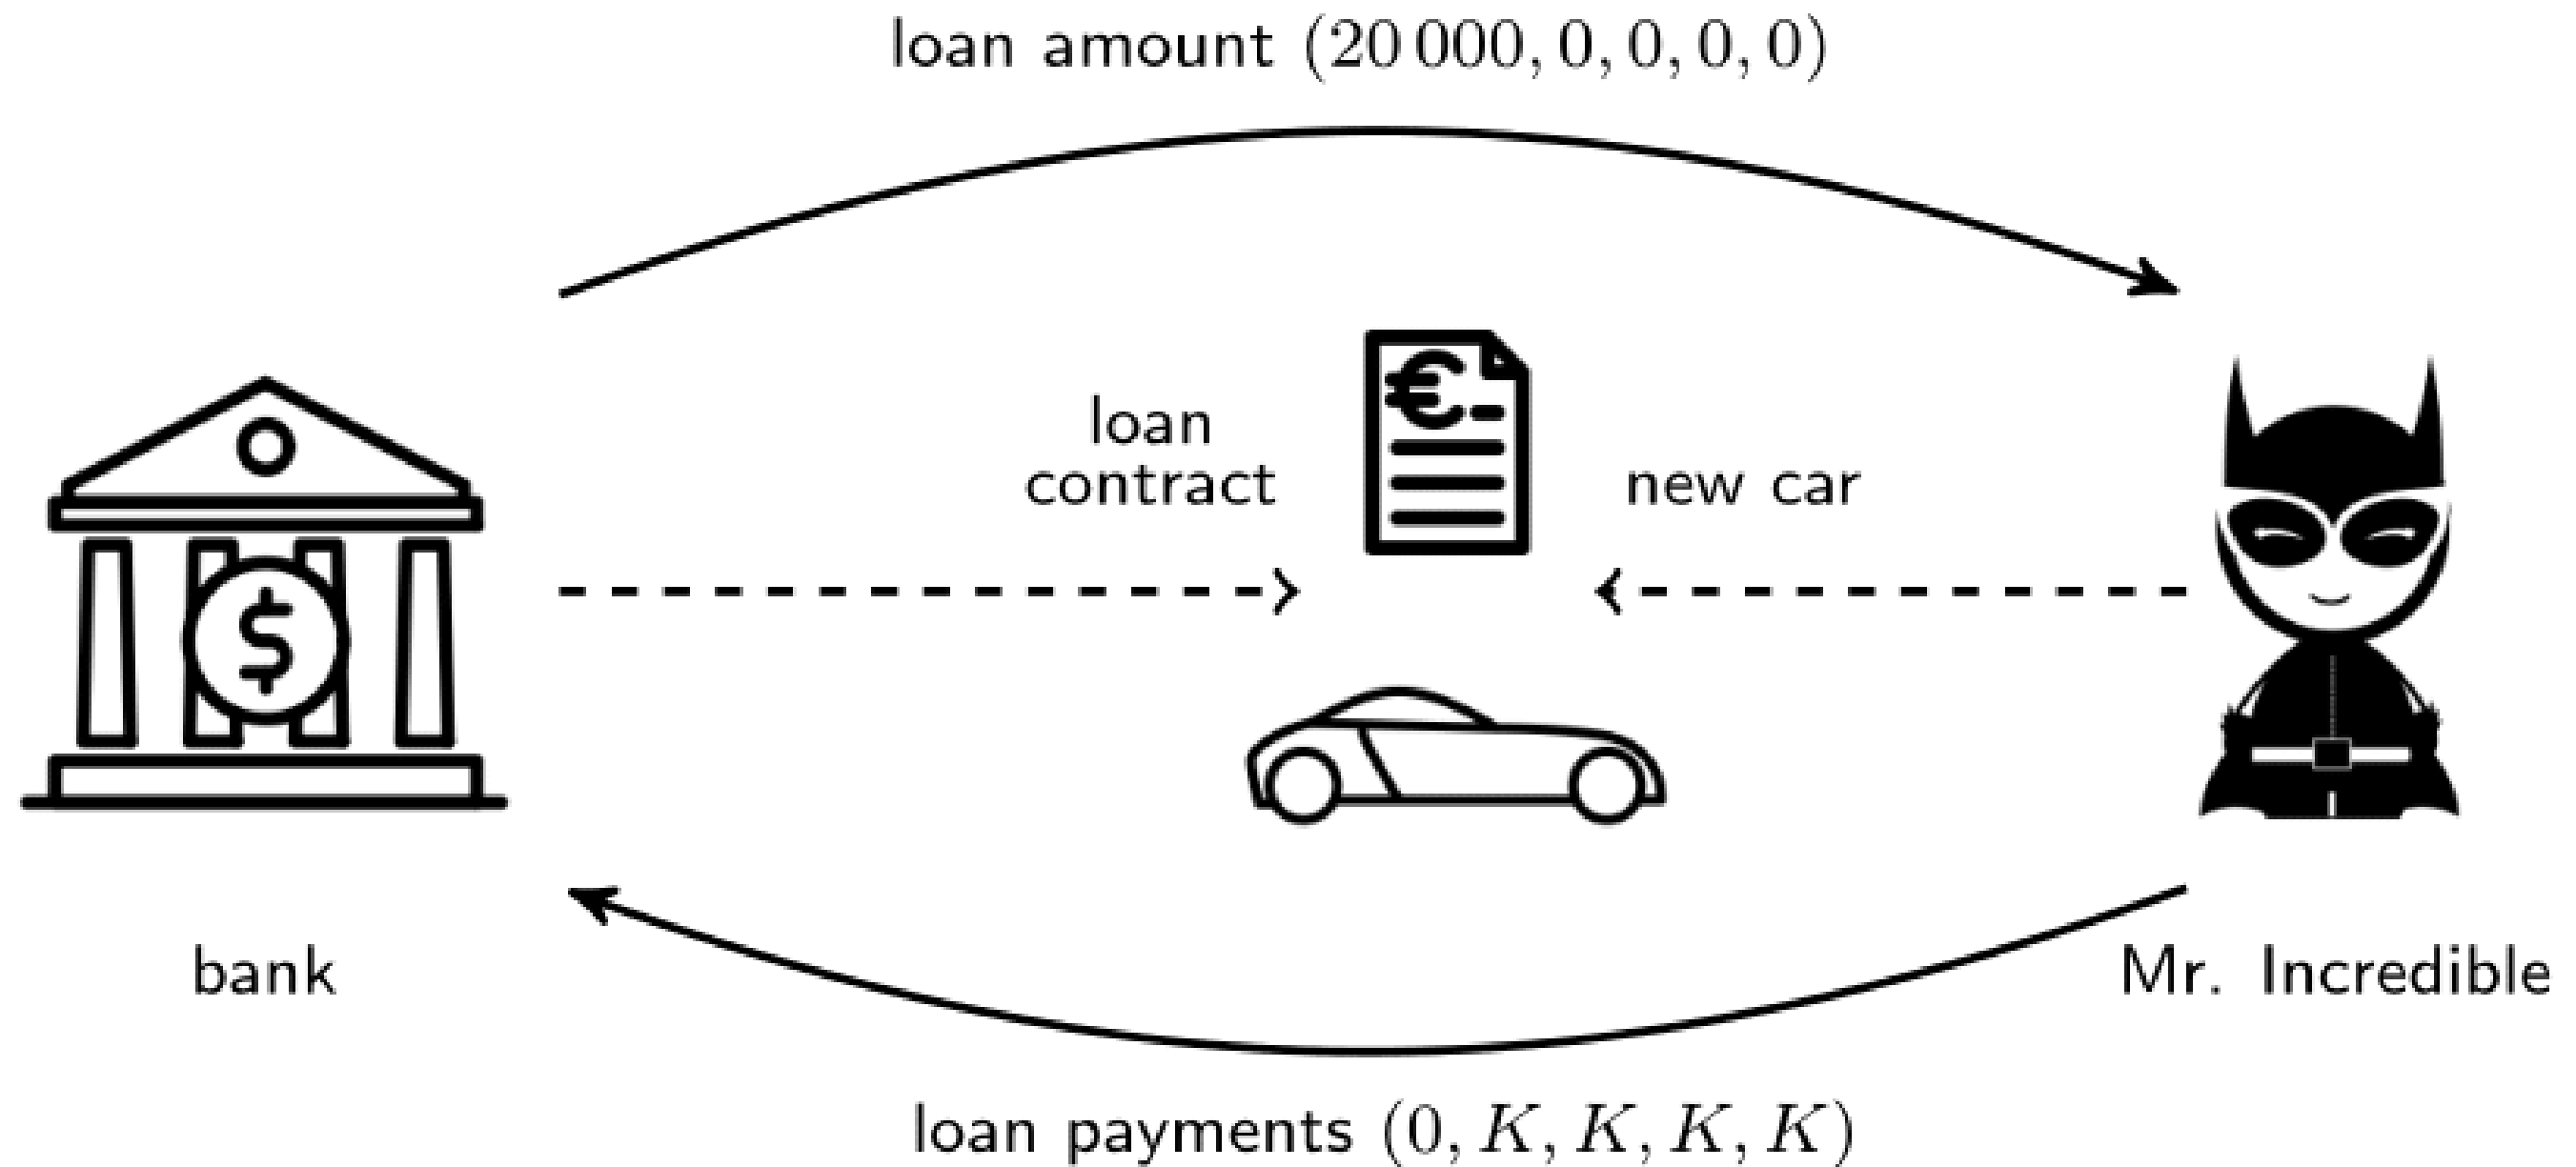 loan amount (20 000, 0, 0, 0, 0)
loan
contract
€
new car
$
bank
Mr. Incredible
loan payments (0, K, K, K, K)